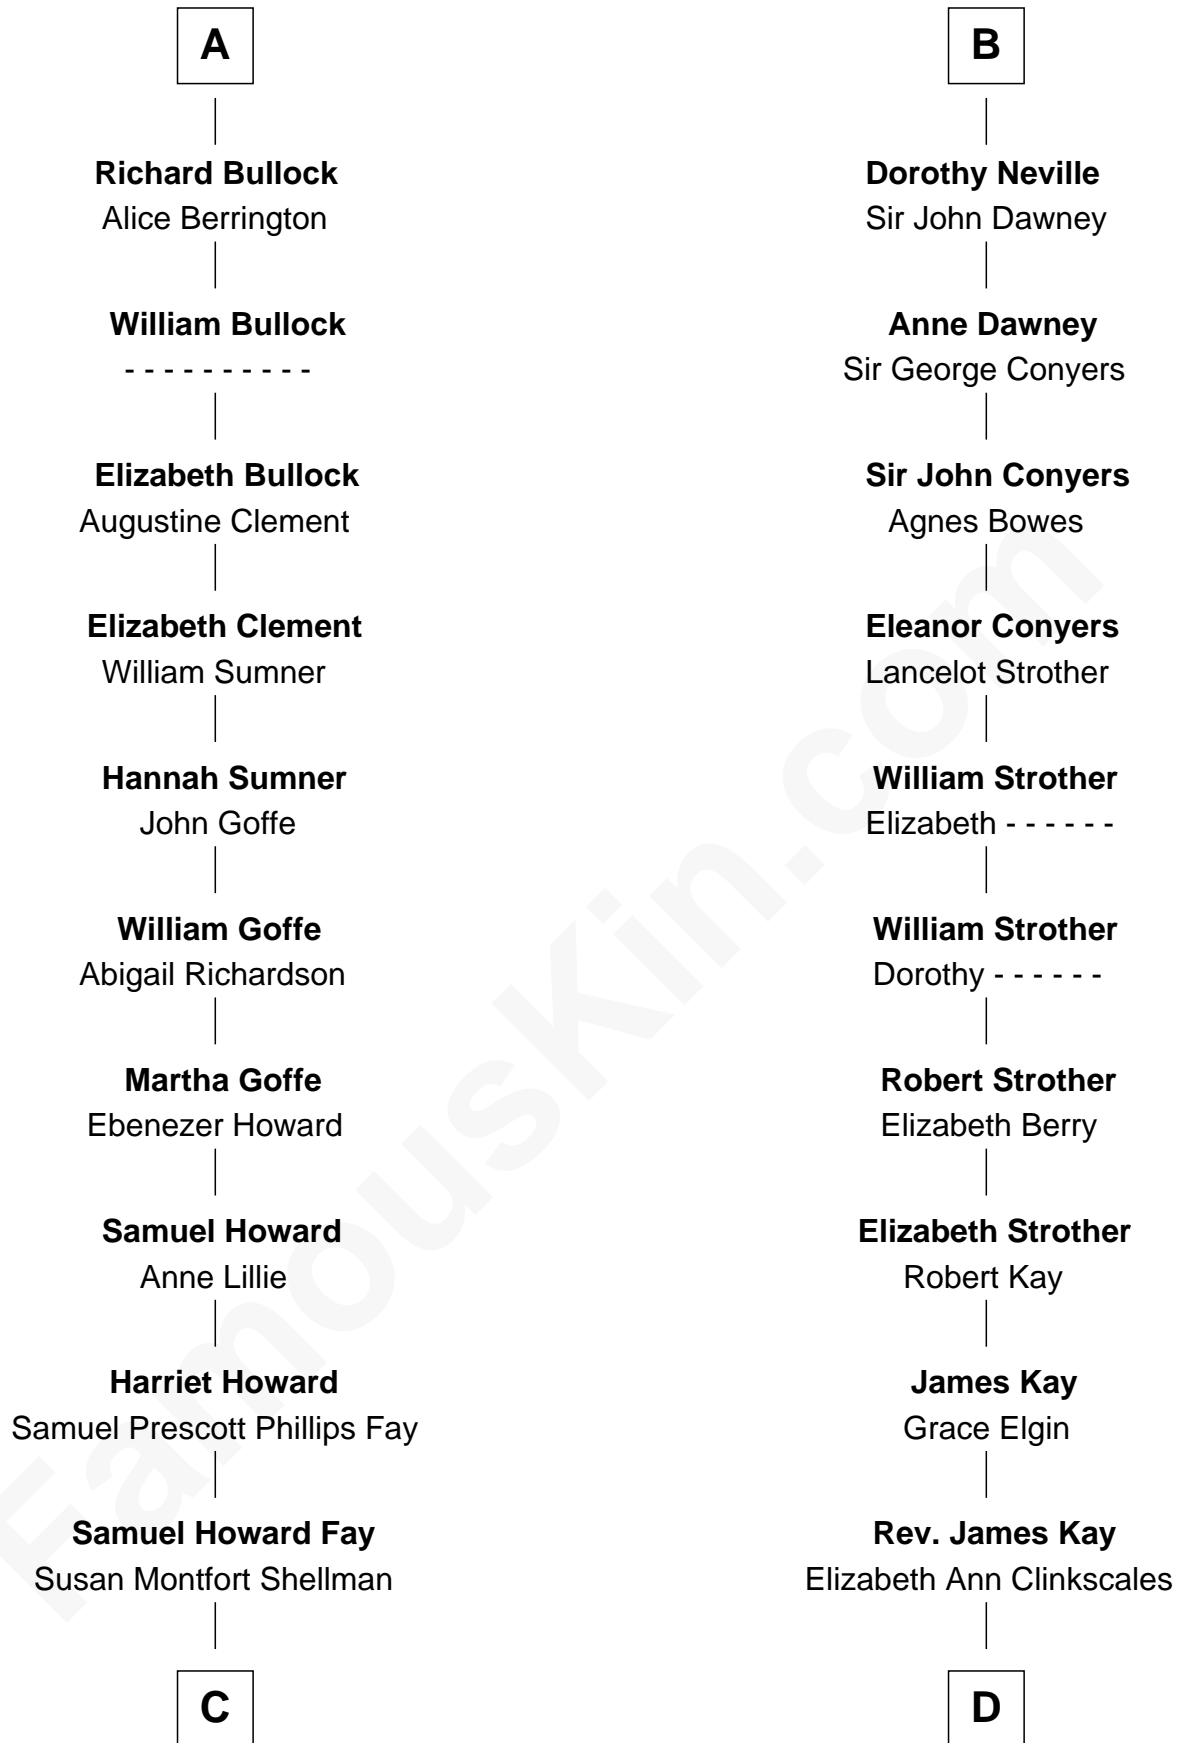 A
Richard Bullock
Alice Berrington
William Bullock
- - - - - - - - - -
Elizabeth Bullock
Augustine Clement
Elizabeth Clement
William Sumner
Hannah Sumner
John Goffe
William Goffe
Abigail Richardson
Martha Goffe
Ebenezer Howard
Samuel Howard
Anne Lillie
Harriet Howard
Samuel Prescott Phillips Fay
Samuel Howard Fay
Susan Montfort Shellman
C
B
Dorothy Neville
Sir John Dawney
Anne Dawney
Sir George Conyers
Sir John Conyers
Agnes Bowes
Eleanor Conyers
Lancelot Strother
William Strother
Elizabeth - - - - - -
William Strother
Dorothy - - - - - -
Robert Strother
Elizabeth Berry
Elizabeth Strother
Robert Kay
James Kay
Grace Elgin
Rev. James Kay
Elizabeth Ann Clinkscales
D
FamousKin.com